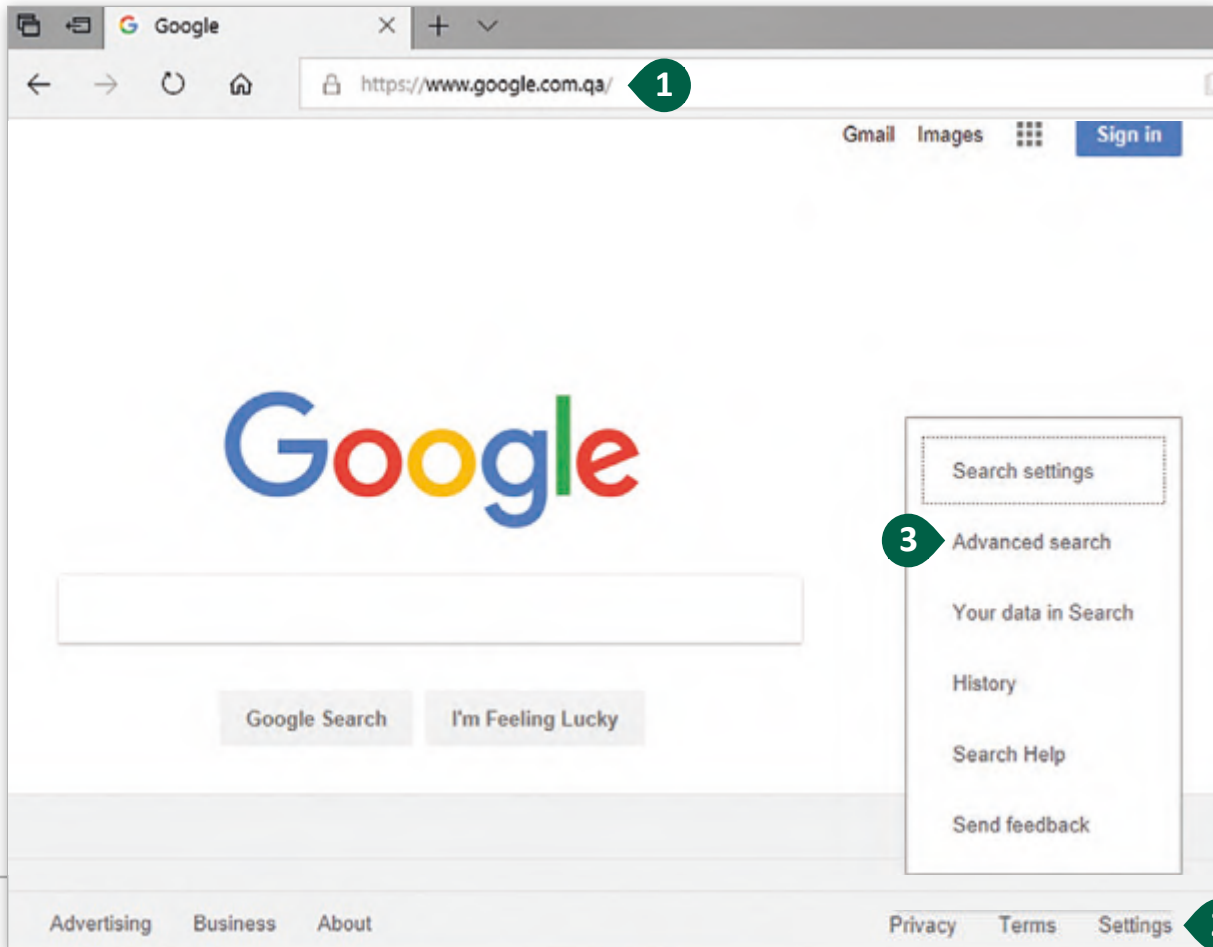 Google
https://www.google.com.qa/ 1
Gmail Images Sign in
Google
Search settings
3 Advanced search
Your data in Search
History
Search Help
Send feedback
Google Search I'm Feeling Lucky
Advertising Business About Privacy Terms Settings